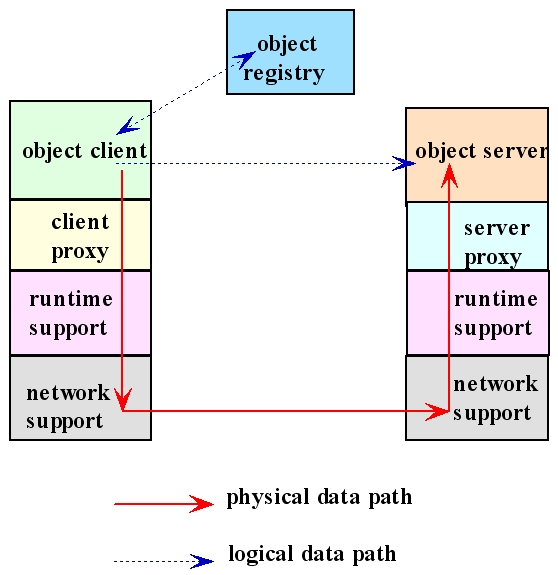 object
registry
object client
object server
client
proxy
server
proxy
runtime
support
runtime
support
network
support
network
support
physical data path
logical data path